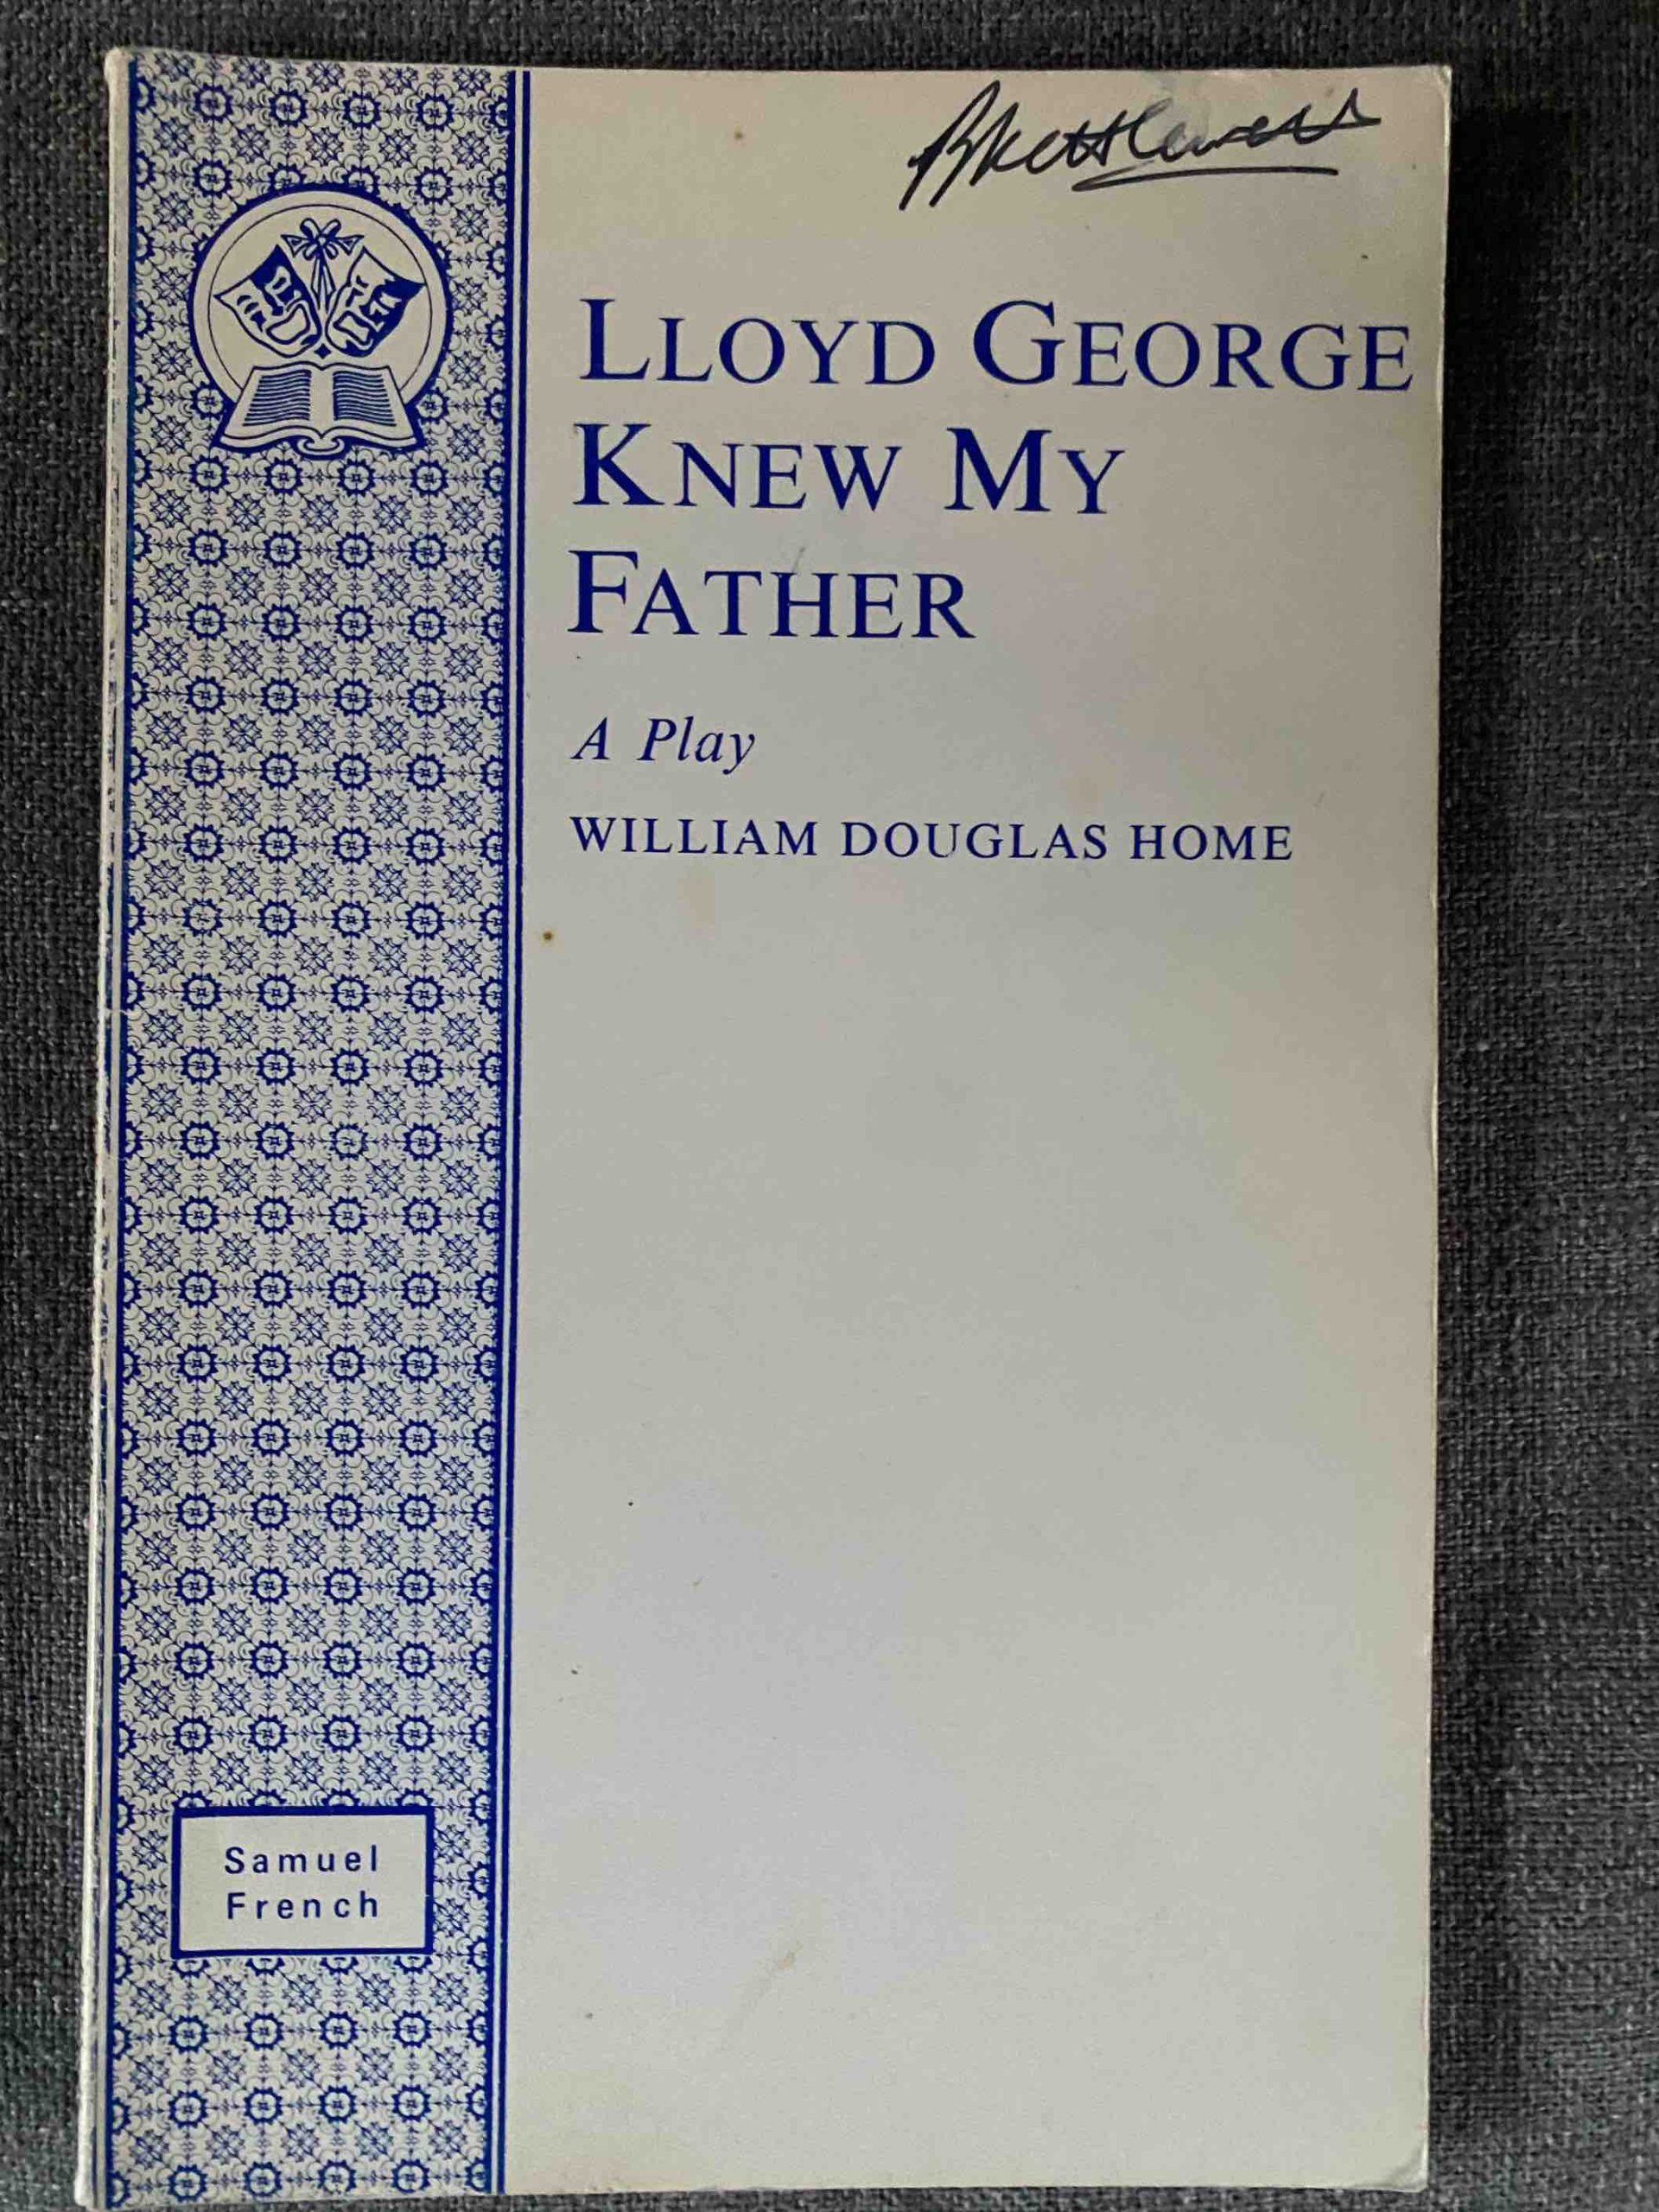 LLOYD GEORGE
KNEW MY
FATHER
A Play
WILLIAM DOUGLAS HOME
Samuel
French